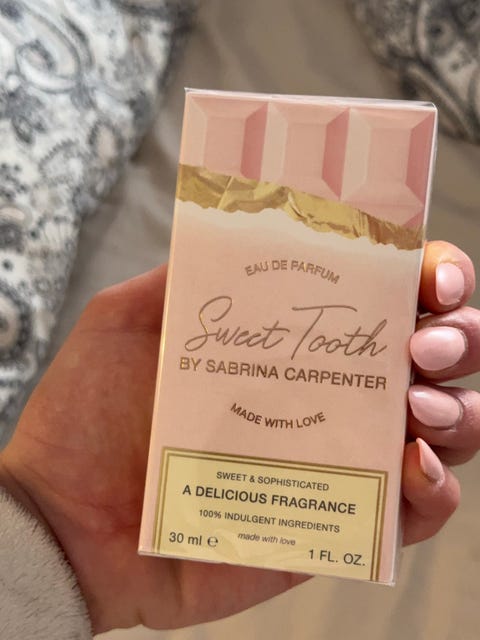 EAU DE PARFUM
Sweet Tooth
BY SABRINA CARPENTER
MADE WITH LOVE
SWEET & SOPHISTICATED
A DELICIOUS FRAGRANCE
100% INDULGENT INGREDIENTS
made with love
30 ml ℮
1 FL. OZ.